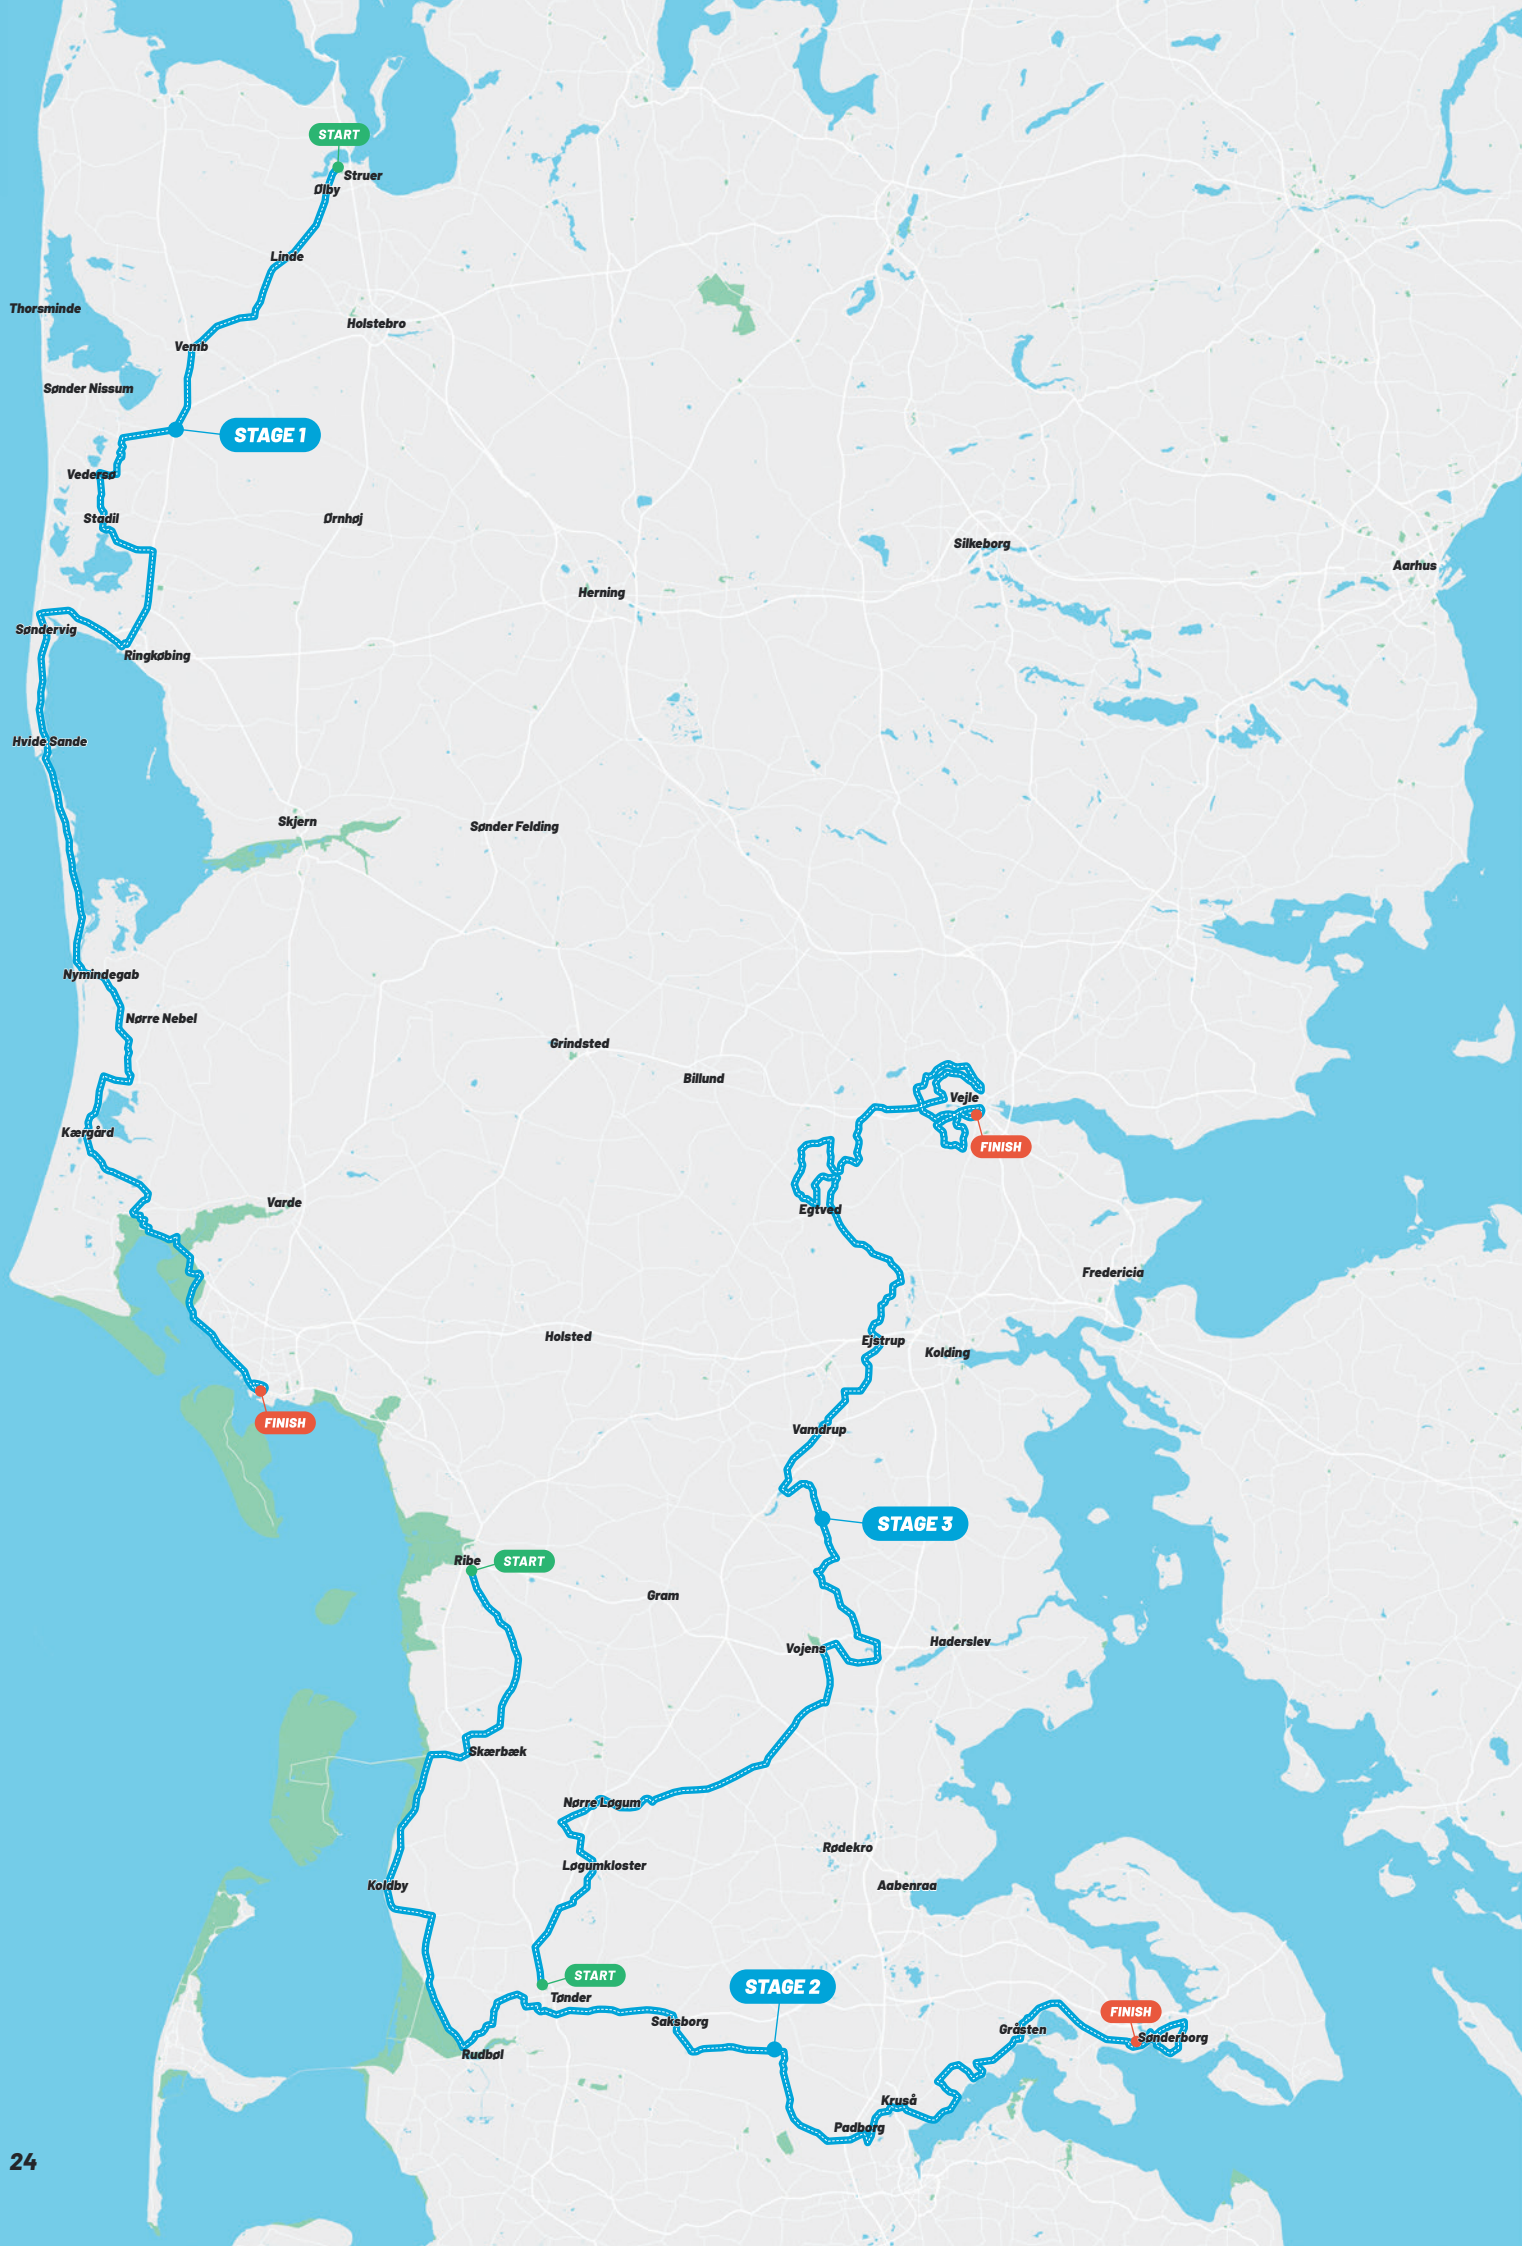 START
Struer
Ølby
Linde
Thorsminde
Holstebro
Vemb
Sønder Nissum
STAGE 1
Vedersø
Stadil
Ørnhøj
Silkeborg
Aarhus
Herning
Søndervig
Ringkøbing
Hvide Sande
Skjern
Sønder Felding
Nymindegab
Nørre Nebel
Grindsted
Billund
Vejle
Kærgård
FINISH
Varde
Egtved
Fredericia
Holsted
Ejstrup
Kolding
FINISH
Vamdrup
STAGE 3
Ribe
START
Gram
Vojens
Haderslev
Skærbæk
Nørre Løgum
Rødekro
Løgumkloster
Koldby
Aabenraa
START
STAGE 2
Tønder
FINISH
Saksborg
Gråsten
Sønderborg
Rudbøl
Kruså
Padborg
24